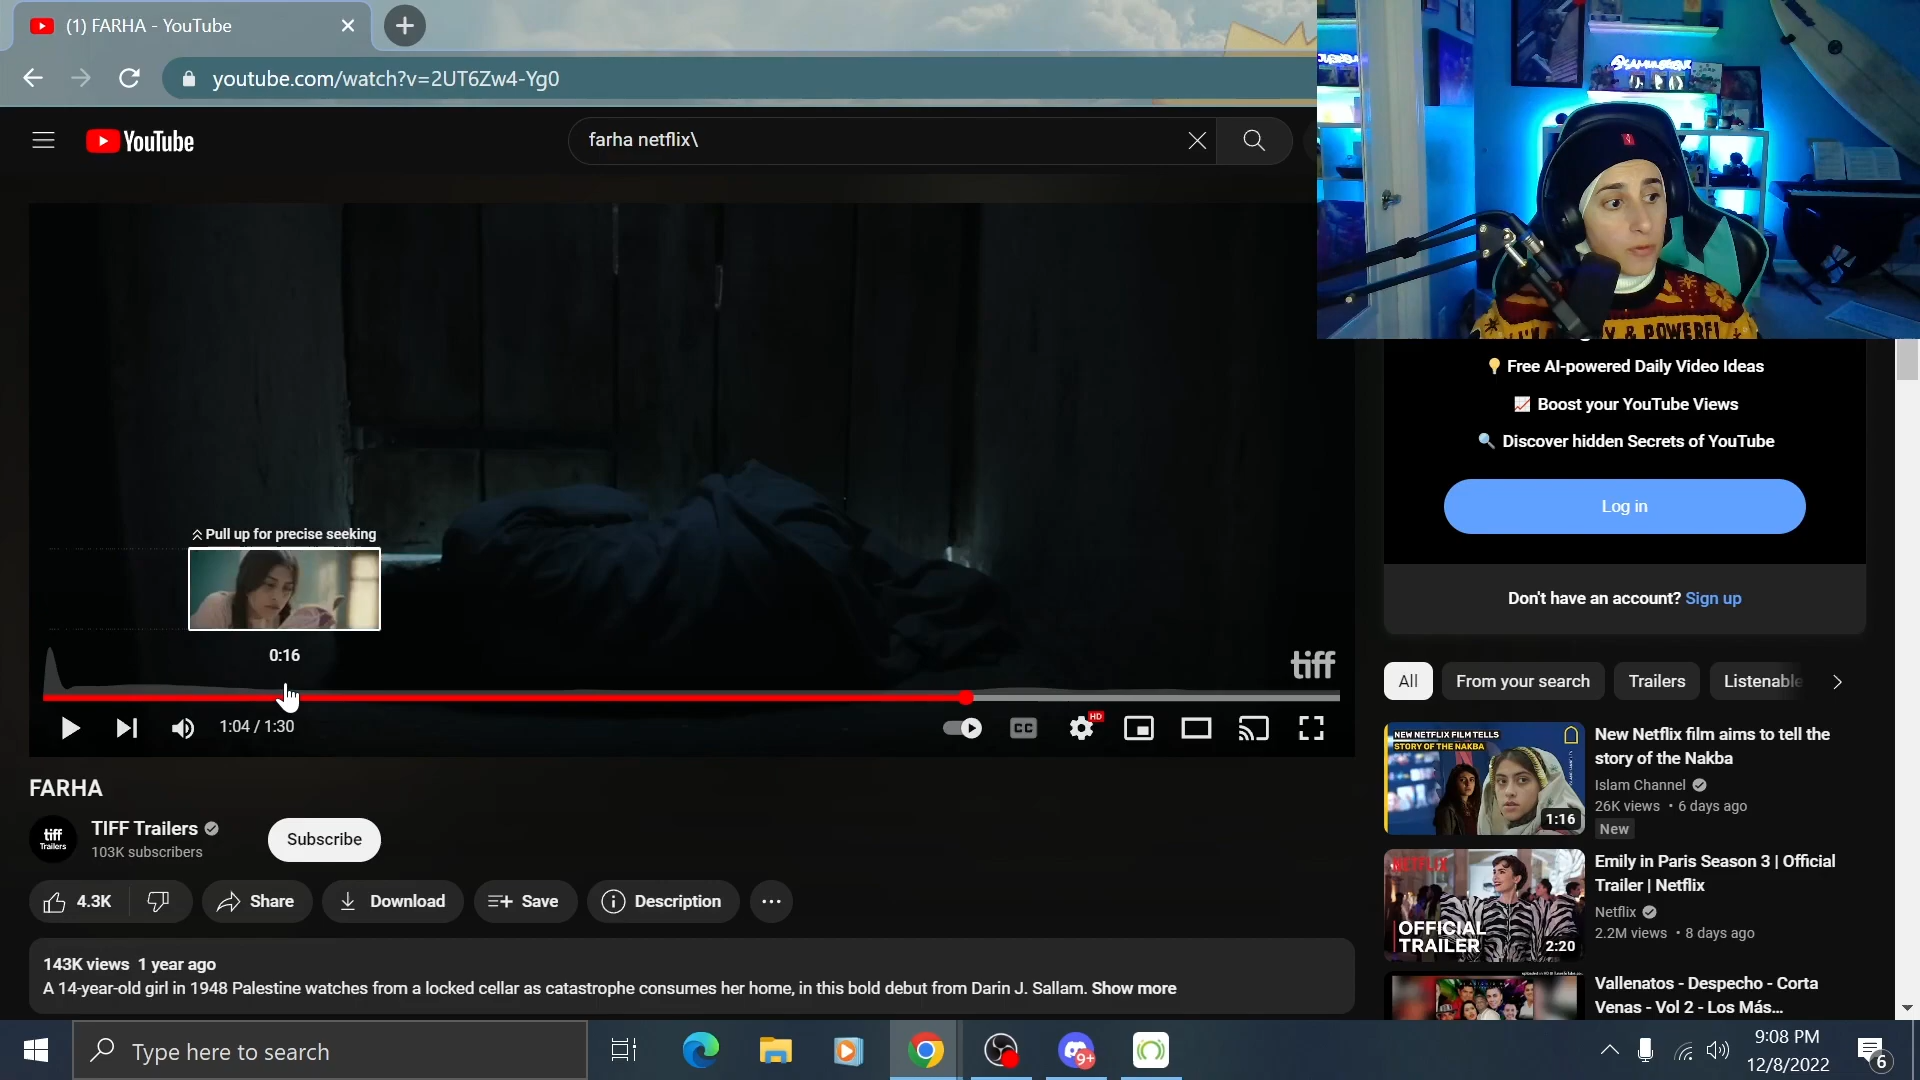 (1) FARHA - YouTube
youtube.com/watch?v=2UT6Zw4-Yg0
YouTube
farha netflix\
Pull up for precise seeking
0:16
tiff
1:04 / 1:30
CC
HD
FARHA
tiff
Trailers
TIFF Trailers
103K subscribers
Subscribe
4.3K
Share
Download
Save
Description
143K views 1 year ago
A 14-year-old girl in 1948 Palestine watches from a locked cellar as catastrophe consumes her home, in this bold debut from Darin J. Sallam. Show more
Y & POWERFL
💡 Free AI-powered Daily Video Ideas
📈 Boost your YouTube Views
🔍 Discover hidden Secrets of YouTube
Log in
Don't have an account? Sign up
All
From your search
Trailers
Listenable
NEW NETFLIX FILM TELLS
STORY OF THE NAKBA
1:16
New Netflix film aims to tell the
story of the Nakba
Islam Channel
26K views • 6 days ago
New
NETFLIX
OFFICIAL
TRAILER
2:20
Emily in Paris Season 3 | Official
Trailer | Netflix
Netflix
2.2M views • 8 days ago
Vallenatos - Despecho - Corta
Venas - Vol 2 - Los Más...
Type here to search
9+
9:08 PM
12/8/2022
6